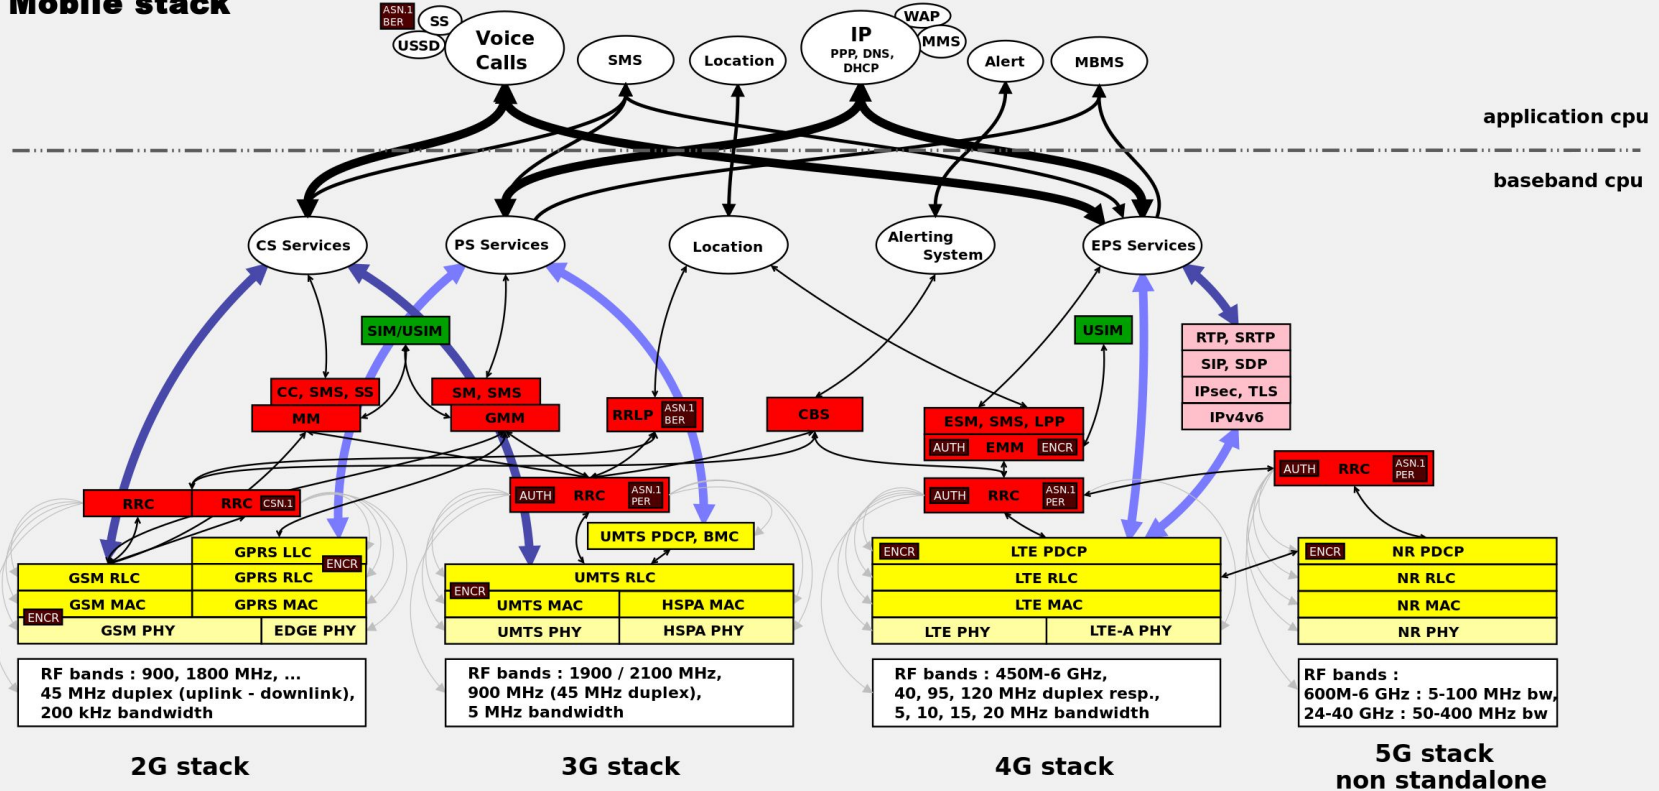 Mobile stack
ASN.1
BER
SS
USSD
Voice
Calls
SMS
Location
IP
PPP, DNS,
DHCP
WAP
MMS
Alert
MBMS
application cpu
baseband cpu
CS Services
PS Services
Location
Alerting
System
EPS Services
SIM/USIM
USIM
RTP, SRTP
SIP, SDP
IPsec, TLS
IPv4v6
CC, SMS, SS
MM
SM, SMS
GMM
RRLP
ASN.1
BER
CBS
ESM, SMS, LPP
AUTH
EMM
ENCR
AUTH
RRC
ASN.1
PER
RRC
RRC
CSN.1
AUTH
RRC
ASN.1
PER
AUTH
RRC
ASN.1
PER
UMTS PDCP, BMC
GPRS LLC
ENCR
GSM RLC
GPRS RLC
GSM MAC
GPRS MAC
ENCR
GSM PHY
EDGE PHY
UMTS RLC
ENCR
UMTS MAC
HSPA MAC
UMTS PHY
HSPA PHY
ENCR
LTE PDCP
LTE RLC
LTE MAC
LTE PHY
LTE-A PHY
ENCR
NR PDCP
NR RLC
NR MAC
NR PHY
RF bands : 900, 1800 MHz, ...
45 MHz duplex (uplink - downlink),
200 kHz bandwidth
RF bands : 1900 / 2100 MHz,
900 MHz (45 MHz duplex),
5 MHz bandwidth
RF bands : 450M-6 GHz,
40, 95, 120 MHz duplex resp.,
5, 10, 15, 20 MHz bandwidth
RF bands :
600M-6 GHz : 5-100 MHz bw,
24-40 GHz : 50-400 MHz bw
2G stack
3G stack
4G stack
5G stack
non standalone